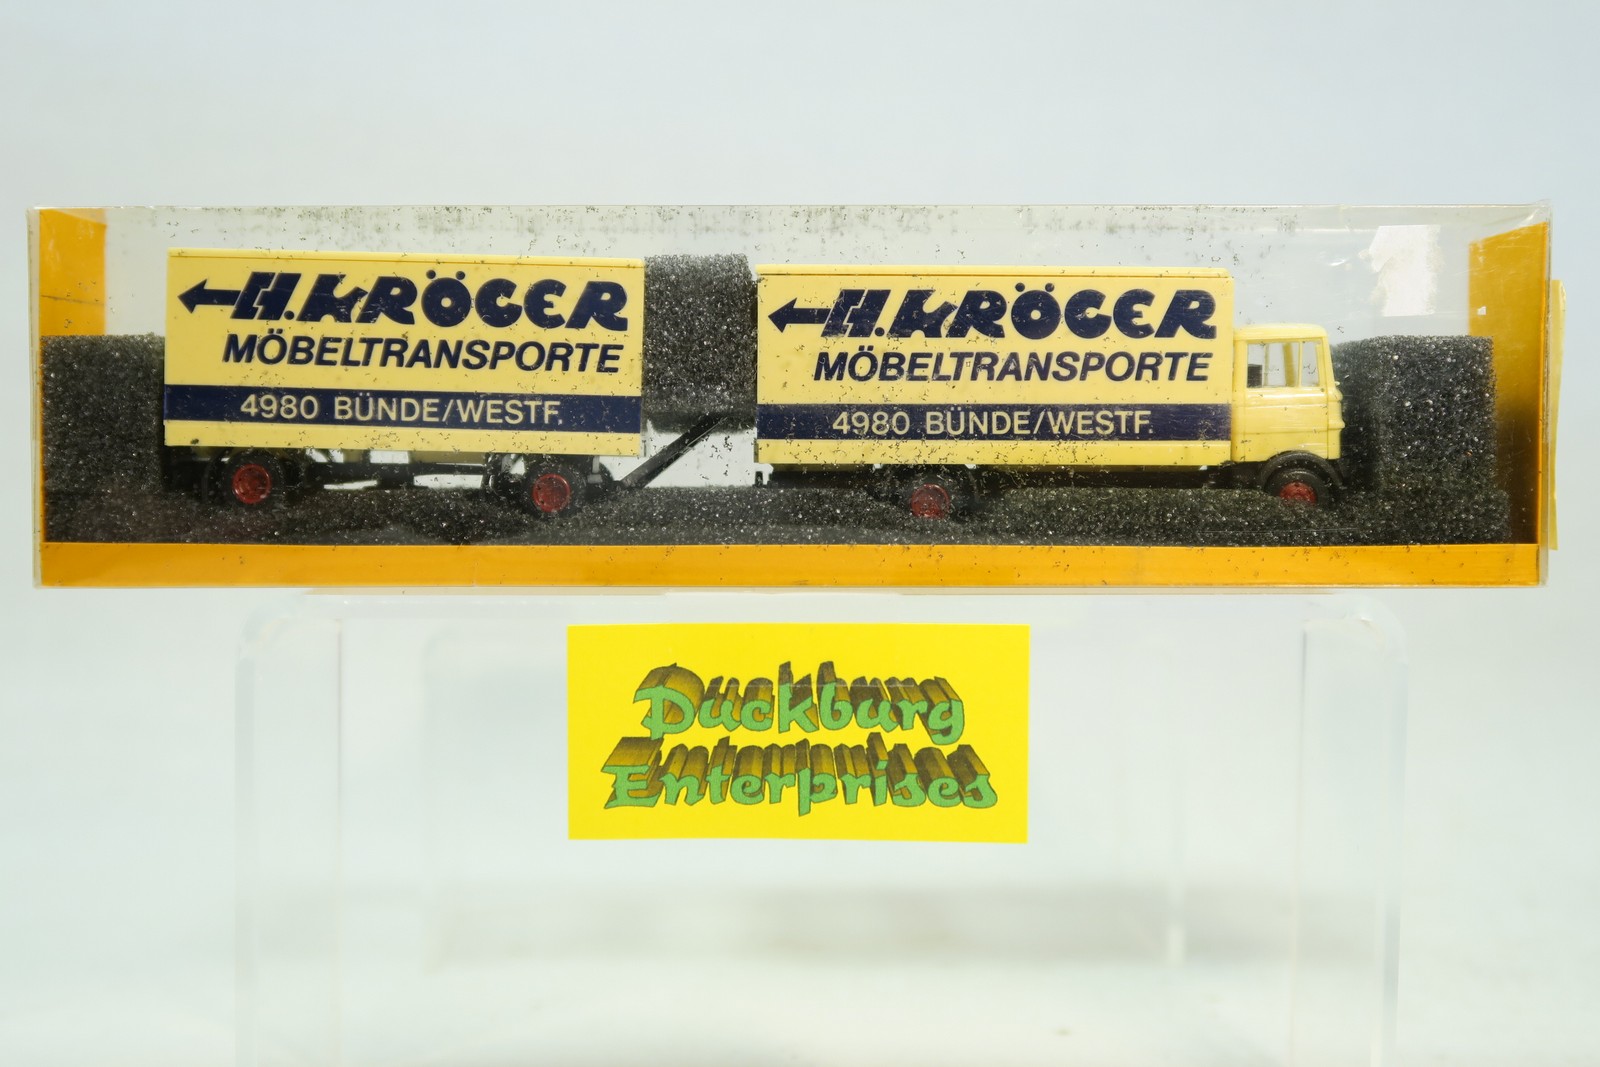 H. KRÖGER
MÖBELTRANSPORTE
4980 BÜNDE/WESTF.
H. KRÖGER
MÖBELTRANSPORTE
4980 BÜNDE/WESTF.
Duckburg
Enterprises